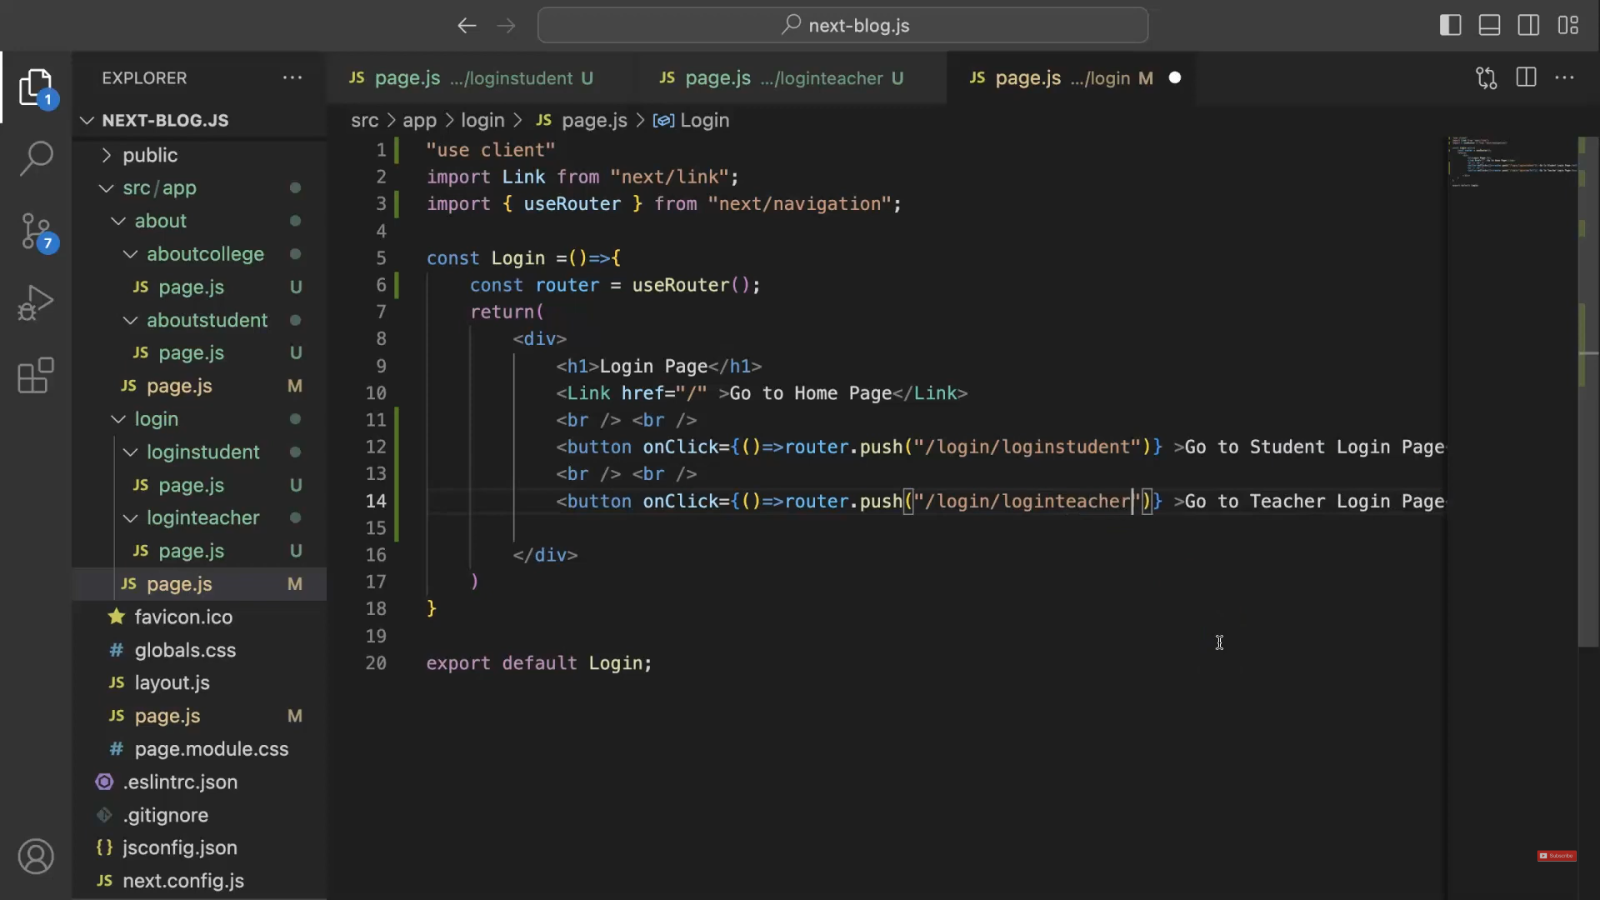 next-blog.js
EXPLORER
page.js .../loginstudent U
page.js .../loginteacher U
page.js .../login M
1
NEXT-BLOG.JS
src > app > login > JS page.js > Login
public
src / app
about
aboutcollege
JS page.js U
aboutstudent
JS page.js U
JS page.js M
login
loginstudent
JS page.js U
loginteacher
JS page.js U
JS page.js M
favicon.ico
# globals.css
JS layout.js
JS page.js M
# page.module.css
.eslintrc.json
.gitignore
{} jsconfig.json
JS next.config.js
7
1 "use client"
2 import Link from "next/link";
3 import { useRouter } from "next/navigation";
4
5 const Login =()=>{
6 const router = useRouter();
7 return(
8 <div>
9 <h1>Login Page</h1>
10 <Link href="/" >Go to Home Page</Link>
11 <br /> <br />
12 <button onClick={()=>router.push("/login/loginstudent")} >Go to Student Login Page
13 <br /> <br />
14 <button onClick={()=>router.push("/login/loginteacher")} >Go to Teacher Login Page
15
16 </div>
17 )
18 }
19
20 export default Login;
Subscribe